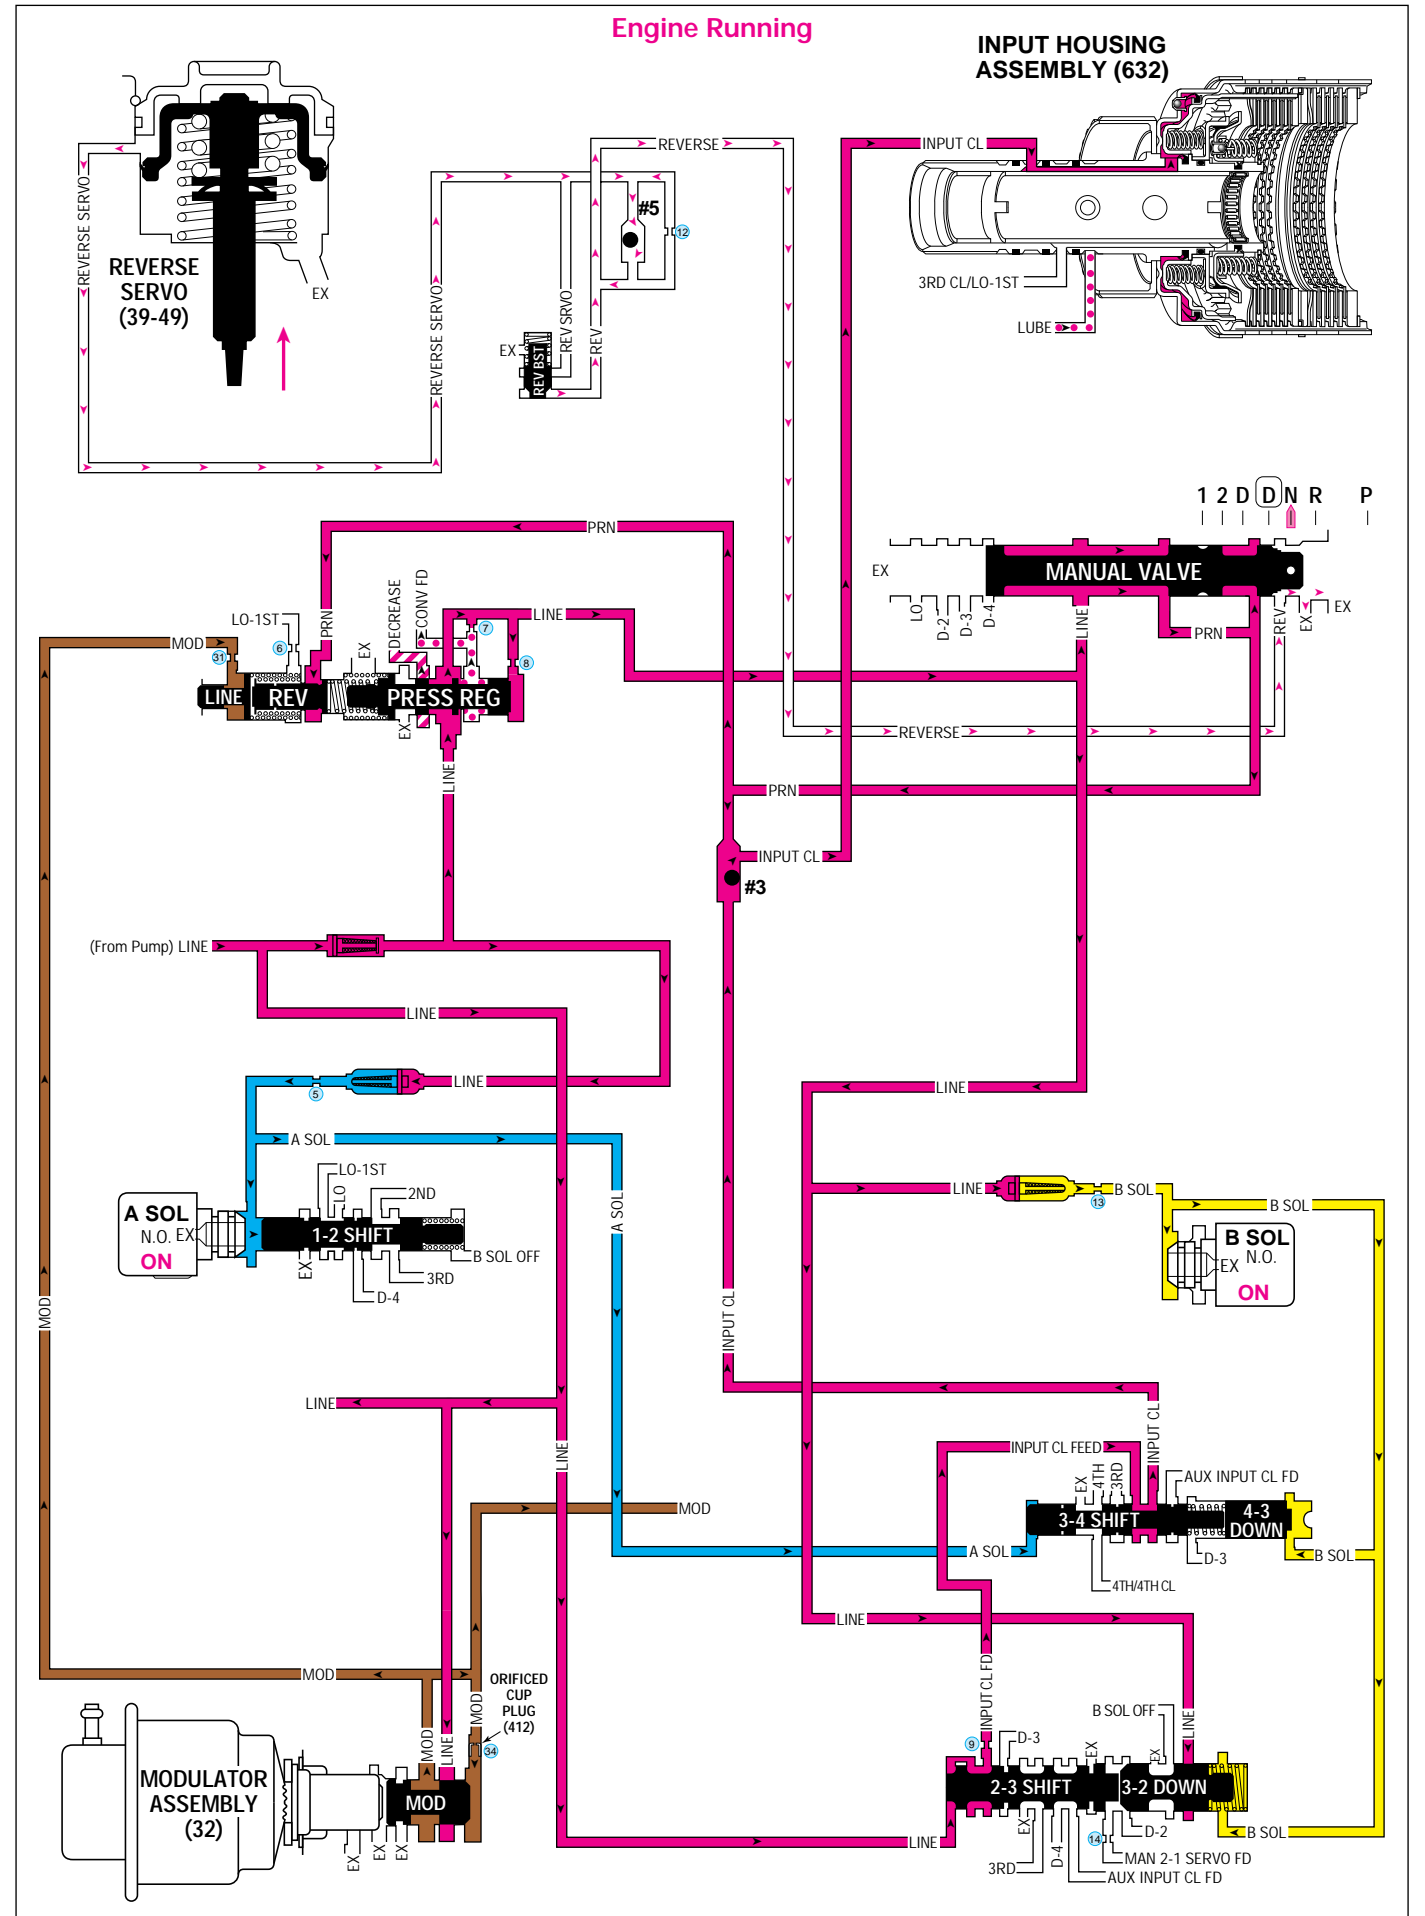 Engine Running
INPUT HOUSING
ASSEMBLY (632)
INPUT CL
REVERSE
REVERSE SERVO
#5
12
REVERSE
SERVO
(39-49)
EX
REVERSE SERVO
REV SRVO
REV
EX
REV BST
3RD CL/LO-1ST
LUBE
1 2 D D N R P
PRN
EX
MANUAL VALVE
LO
D-2
D-3
D-4
LINE
PRN
REV
EX
EX
LO-1ST
PRN
EX
DECREASE
CONV FD
LINE
7
MOD
31
6
8
LINE
REV
PRESS REG
EX
REVERSE
LINE
PRN
INPUT CL
#3
(From Pump) LINE
LINE
LINE
LINE
5
A SOL
LO-1ST
LO
2ND
A SOL
LINE
13
B SOL
B SOL
A SOL
N.O. EX
ON
1-2 SHIFT
B SOL OFF
EX
3RD
D-4
B SOL
EX N.O.
ON
MOD
INPUT CL
LINE
LINE
INPUT CL
INPUT CL FEED
EX
4TH
3RD
AUX INPUT CL FD
MOD
3-4 SHIFT
4-3
DOWN
A SOL
D-3
B SOL
4TH/4TH CL
LINE
MOD
ORIFICED
CUP
PLUG
(412)
MOD
INPUT CL FD
B SOL OFF
LINE
9
D-3
EX
EX
34
MOD
LINE
MODULATOR
ASSEMBLY
(32)
MOD
2-3 SHIFT
3-2 DOWN
EX
EX
EX
LINE
EX
D-4
14
D-2
B SOL
3RD
MAN 2-1 SERVO FD
AUX INPUT CL FD